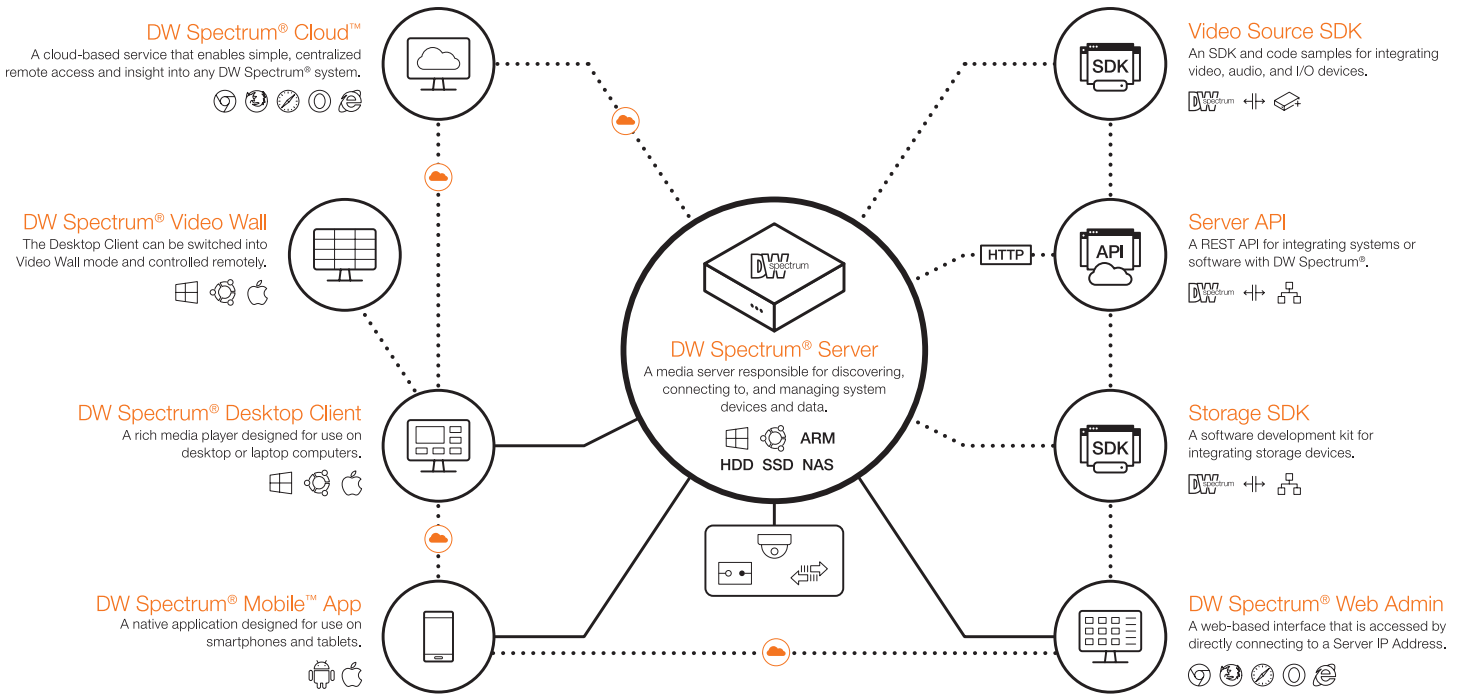 DW Spectrum® Cloud™
A cloud-based service that enables simple, centralized
remote access and insight into any DW Spectrum® system.
DW Spectrum® Video Wall
The Desktop Client can be switched into
Video Wall mode and controlled remotely.
DW Spectrum® Desktop Client
A rich media player designed for use on
desktop or laptop computers.
DW Spectrum® Mobile™ App
A native application designed for use on
smartphones and tablets.
DW spectrum
DW Spectrum® Server
A media server responsible for discovering,
connecting to, and managing system
devices and data.
ARM
HDD SSD NAS
HTTP
SDK
Video Source SDK
An SDK and code samples for integrating
video, audio, and I/O devices.
DW spectrum
API
Server API
A REST API for integrating systems or
software with DW Spectrum®.
DW spectrum
SDK
Storage SDK
A software development kit for
integrating storage devices.
DW spectrum
DW Spectrum® Web Admin
A web-based interface that is accessed by
directly connecting to a Server IP Address.